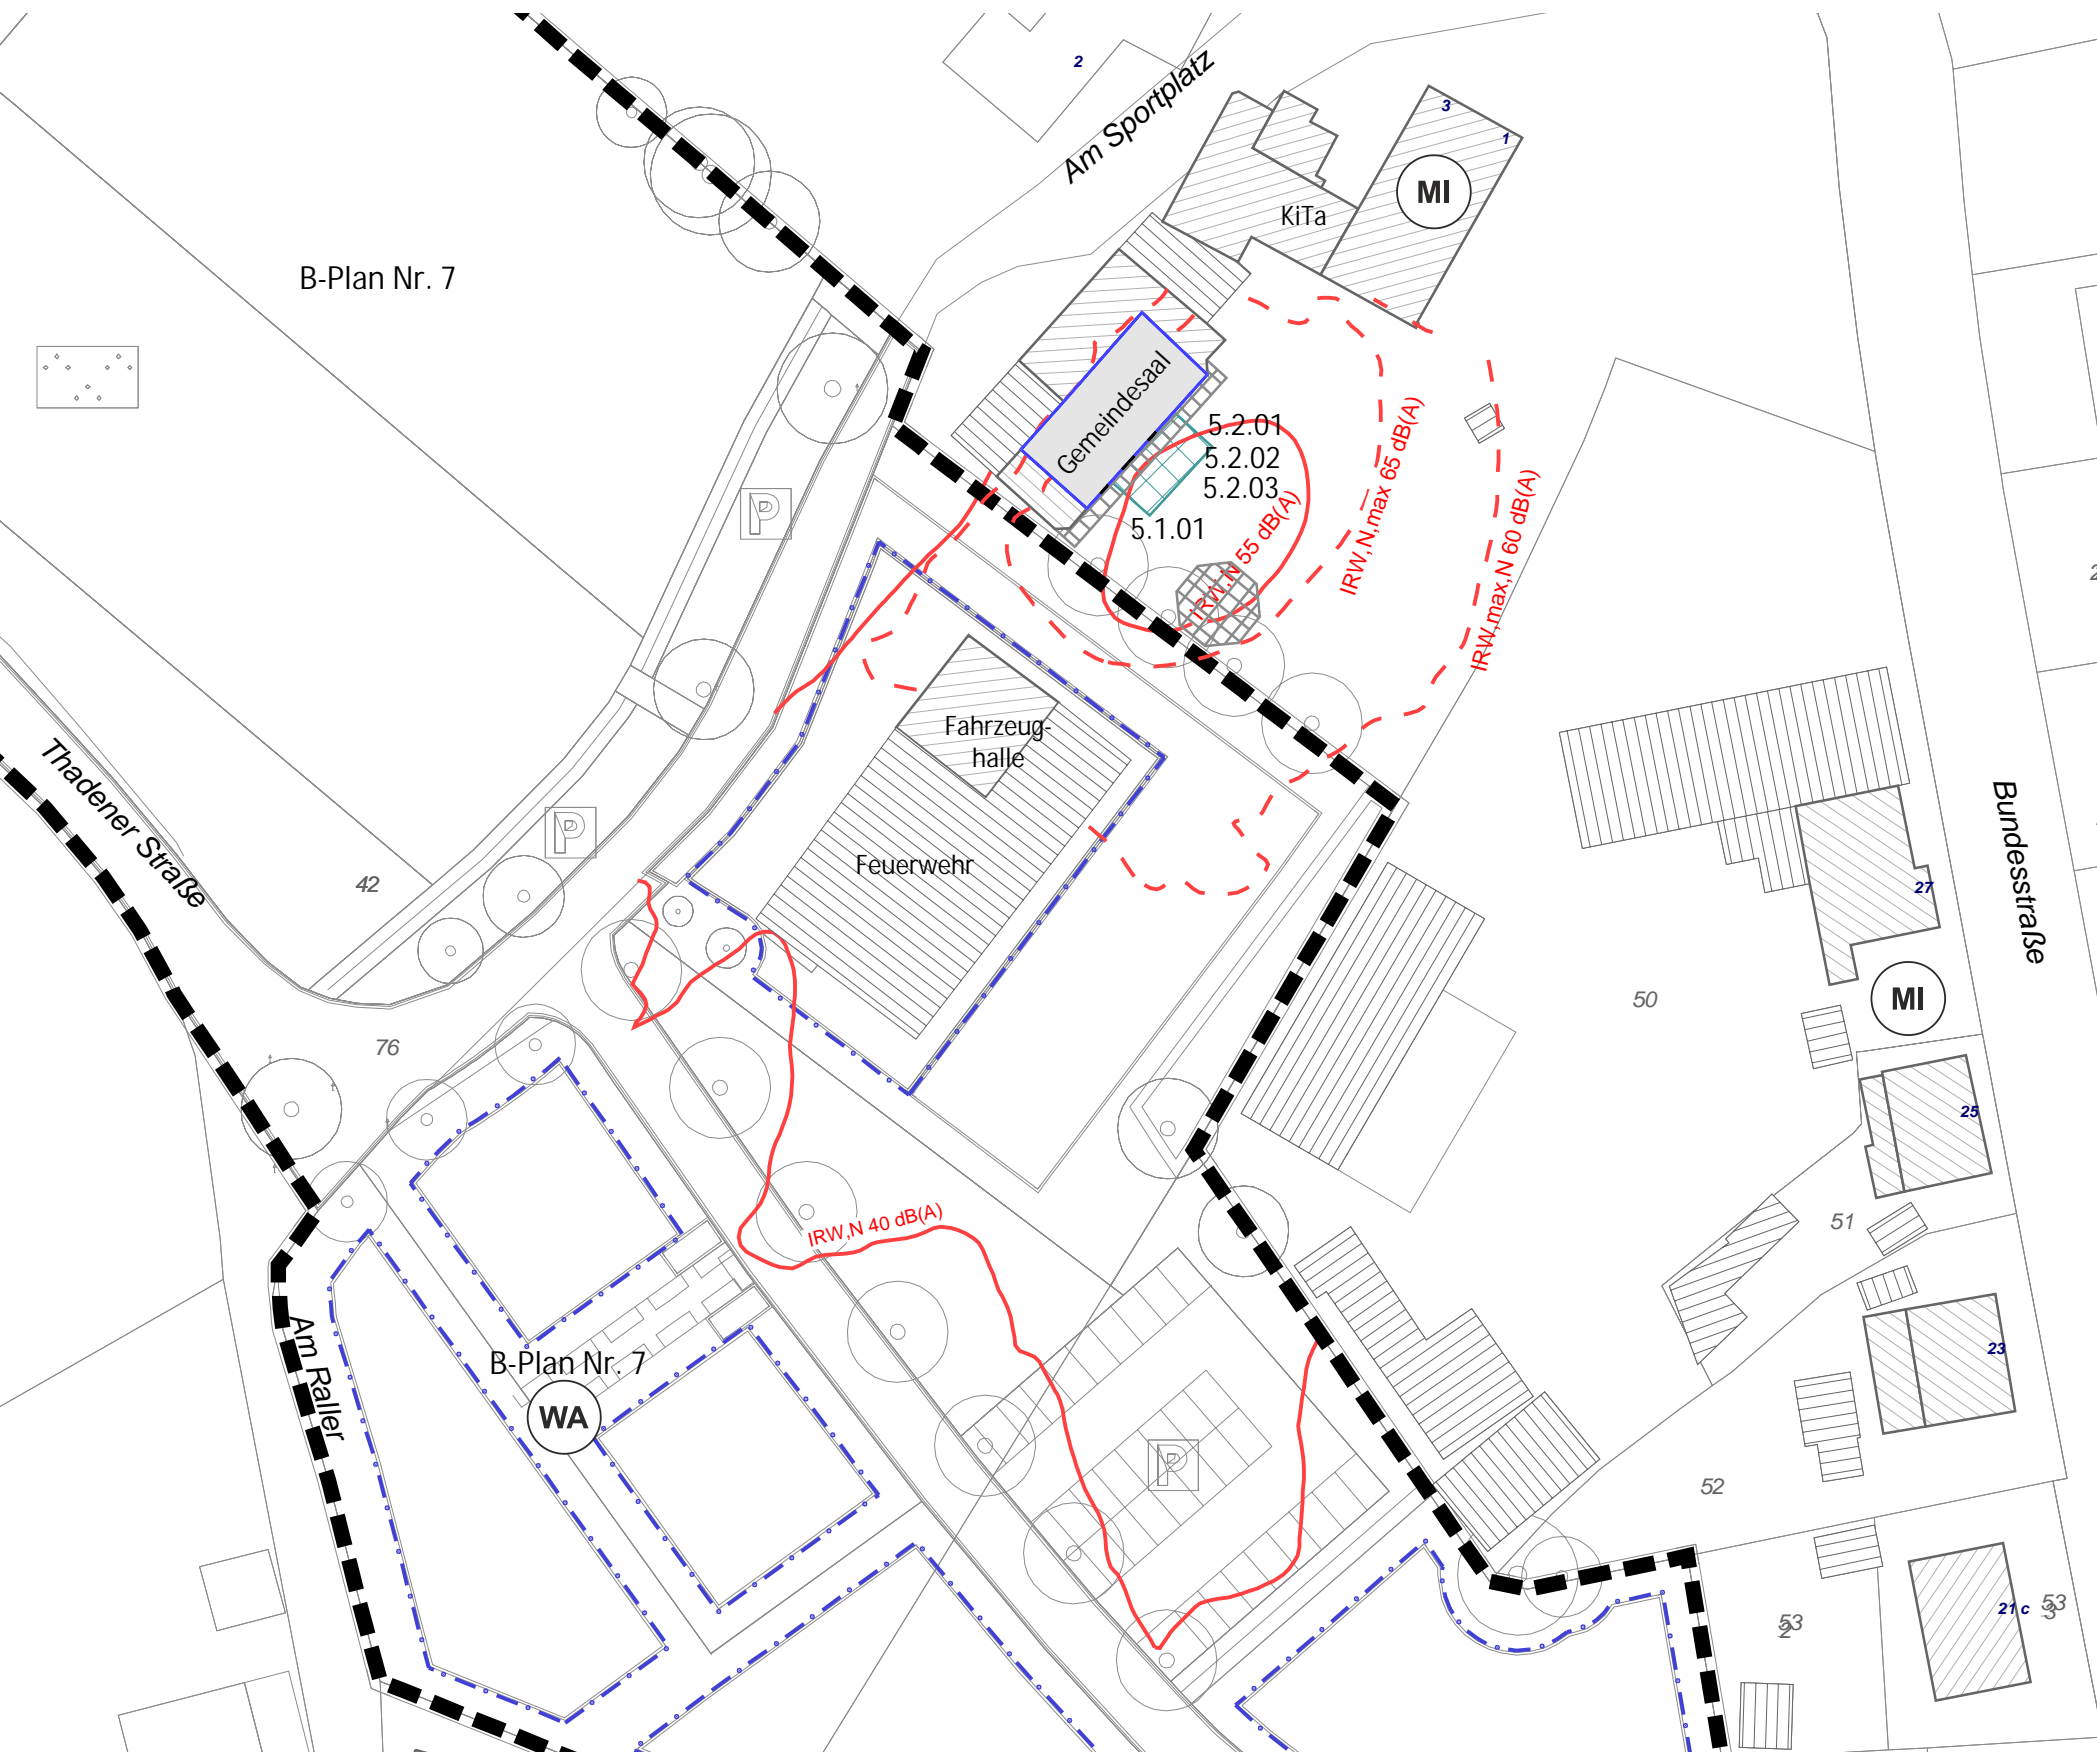 2
Am Sportplatz
3
1
MI
KiTa
B-Plan Nr. 7
Gemeindesaal
5.2.01
5.2.02
5.2.03
5.1.01
IRW,N 55 dB(A)
IRW,N,max 65 dB(A)
IRW,max,N 60 dB(A)
P
Fahrzeug-
halle
Feuerwehr
P
Thadener Straße
42
76
Bundesstraße
27
50
MI
25
51
IRW,N 40 dB(A)
23
Am Raller
B-Plan Nr. 7
WA
P
52
21 c
53
3
53
2